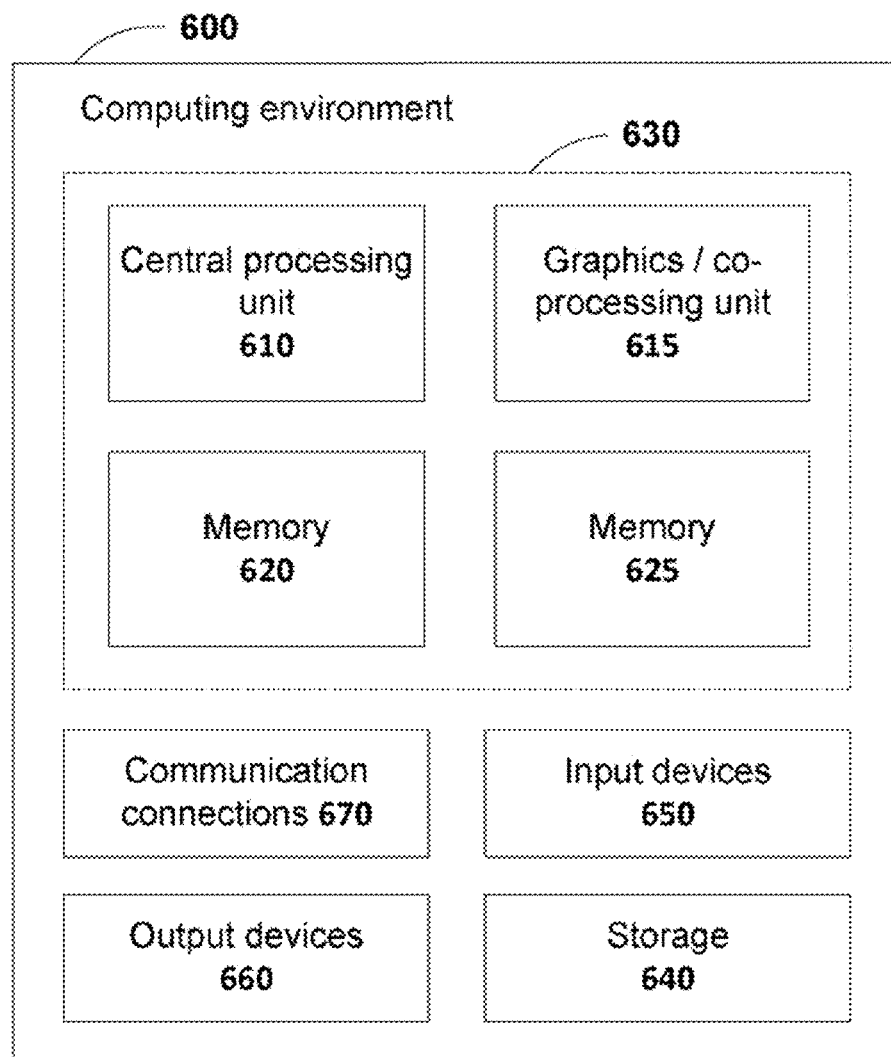 600
Computing environment
630
Central processing
unit
610
Graphics / co-
processing unit
615
Memory
620
Memory
625
Communication
connections 670
Input devices
650
Output devices
660
Storage
640